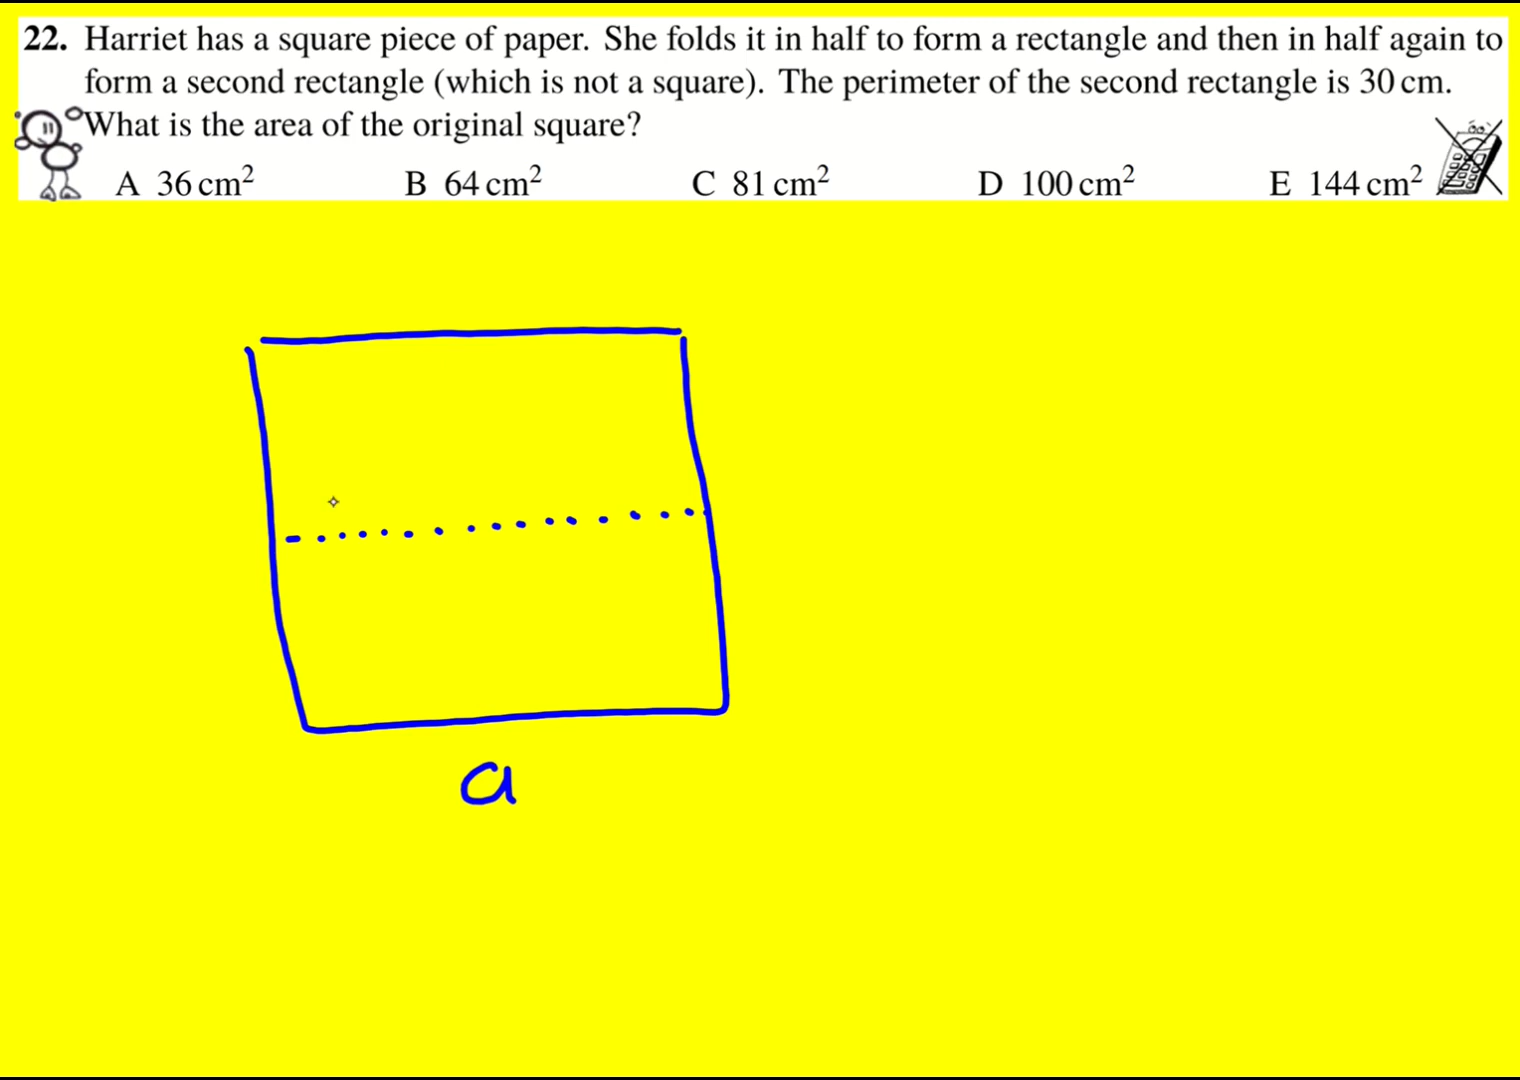 22. Harriet has a square piece of paper. She folds it in half to form a rectangle and then in half again to
form a second rectangle (which is not a square). The perimeter of the second rectangle is 30 cm.
What is the area of the original square?
A 36 cm² B 64 cm² C 81 cm² D 100 cm² E 144 cm²
a